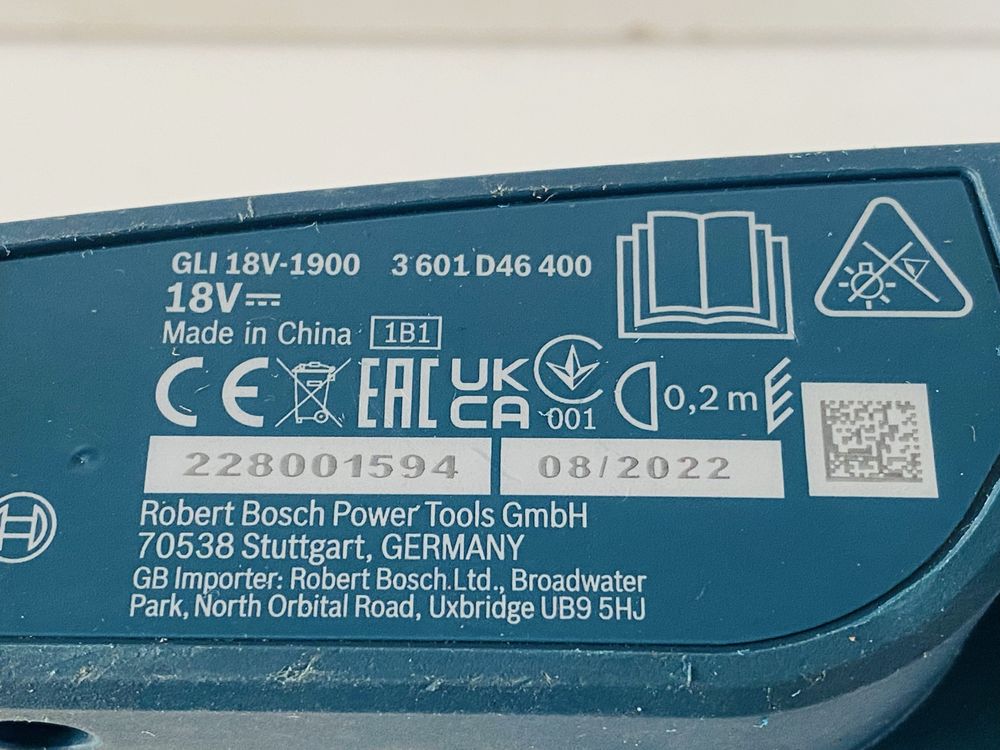 GLI 18V-1900 3 601 D46 400
18V
Made in China 1B1
CE EAC UK CA 001 0,2 m
228001594 08/2022
Robert Bosch Power Tools GmbH
70538 Stuttgart, GERMANY
GB Importer: Robert Bosch Ltd., Broadwater
Park, North Orbital Road, Uxbridge UB9 5HJ